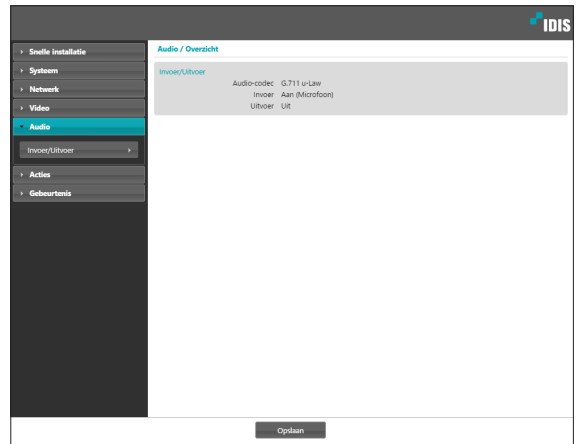 IDIS
Snelle installatie
Systeem
Netwerk
Video
Audio
Invoer/Uitvoer
Acties
Gebeurtenis
Audio / Overzicht
Invoer/Uitvoer
Audio-codec G.711 u-Law
Invoer Aan (Microfoon)
Uitvoer Uit
Opslaan